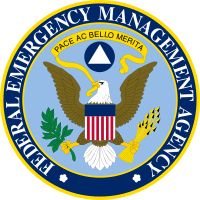 PACE AC BELLO MERITA
FEDERAL EMERGENCY MANAGEMENT AGENCY